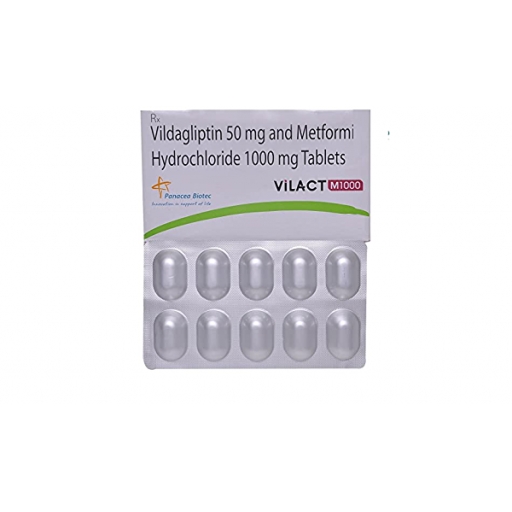 Rx
Vildagliptin 50 mg and Metformi
Hydrochloride 1000 mg Tablets
ViLACT M1000
Panacea Biotec
Innovation in support of life